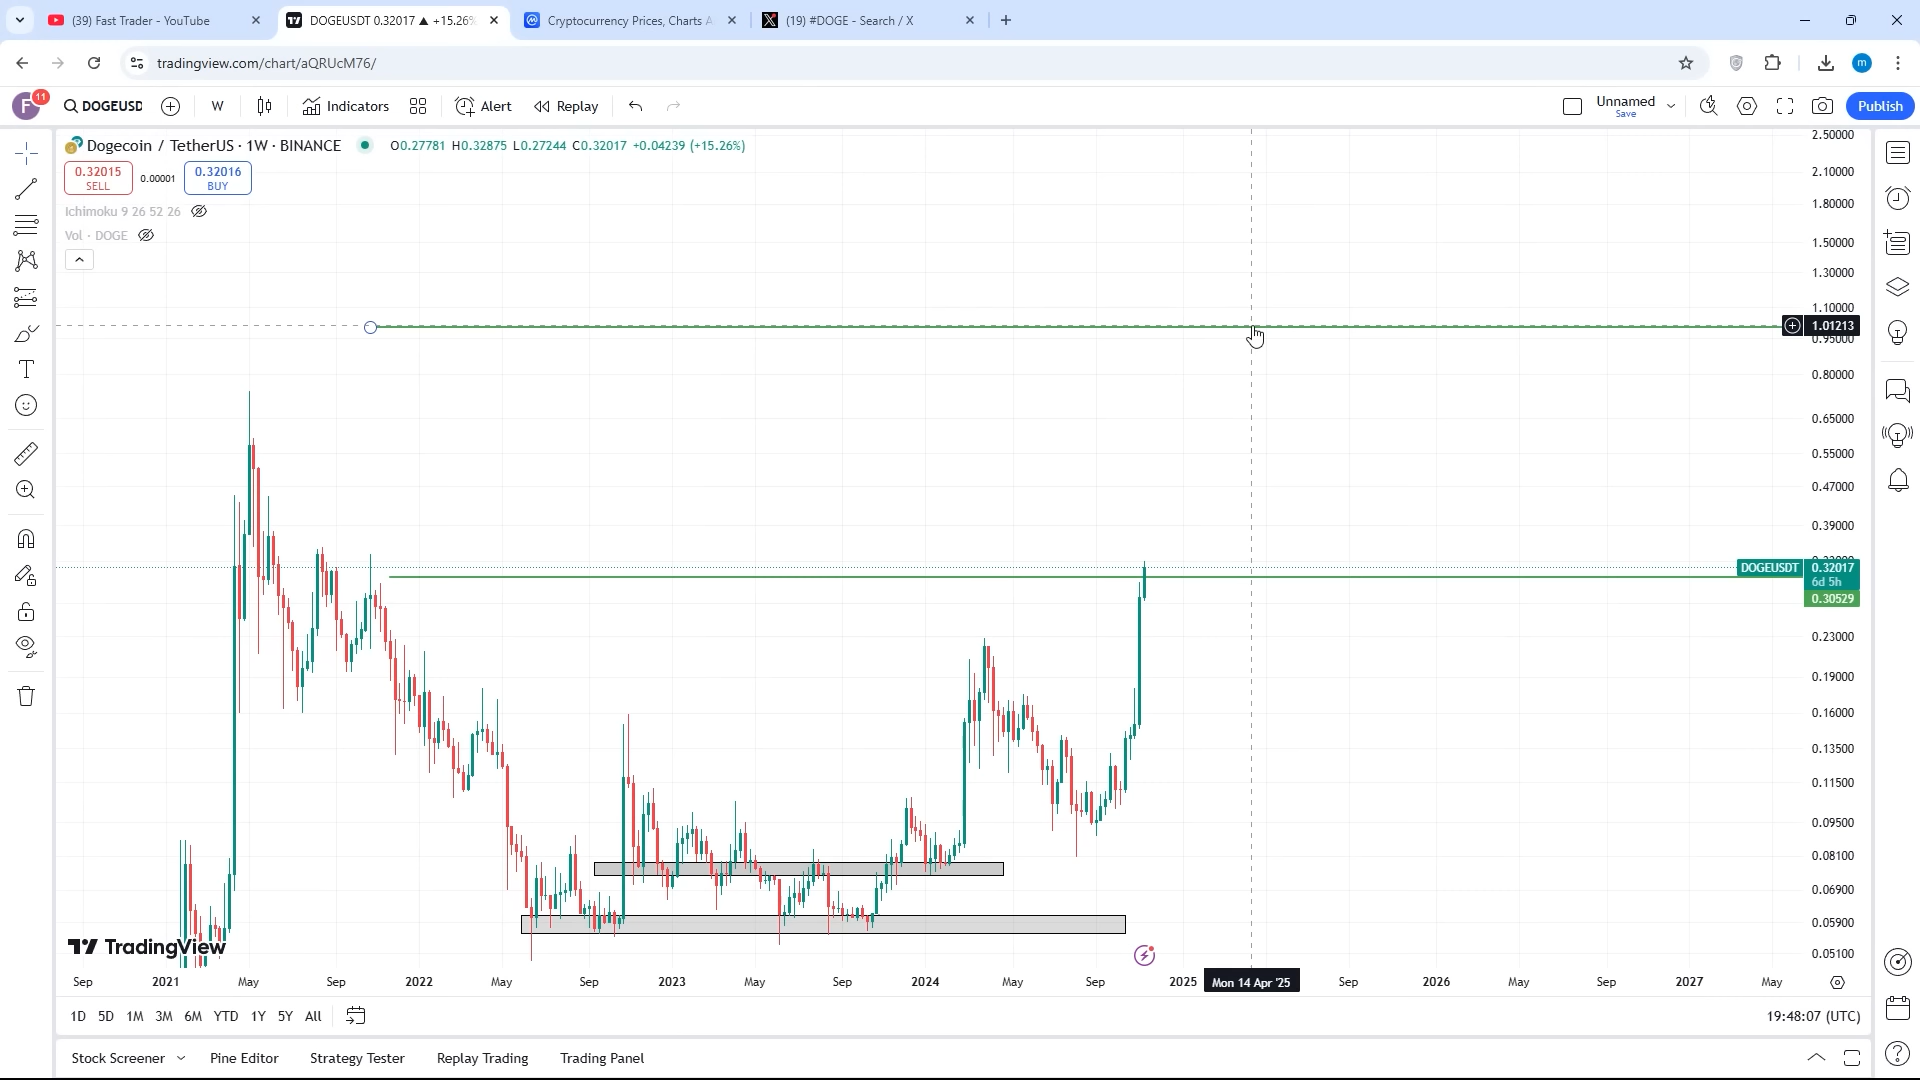 (39) Fast Trader - YouTube
DOGEUSDT 0.32017 ▲ +15.26%
Cryptocurrency Prices, Charts A
(19) #DOGE - Search / X
tradingview.com/chart/aQRUcM76/
m
F
11
DOGEUSD
W
Indicators
Alert
Replay
Unnamed
Save
Publish
Dogecoin / TetherUS · 1W · BINANCE
O0.27781 H0.32875 L0.27244 C0.32017 +0.04239 (+15.26%)
0.32015
SELL
0.00001
0.32016
BUY
Ichimoku 9 26 52 26
Vol · DOGE
2.50000
2.10000
1.80000
1.50000
1.30000
1.10000
1.01213
0.95000
0.80000
0.65000
0.55000
0.47000
0.39000
DOGEUSDT
0.32017
6d 5h
0.30529
0.23000
0.19000
0.16000
0.13500
0.11500
0.09500
0.08100
0.06900
0.05900
0.05100
TradingView
Sep 2021 May Sep 2022 May Sep 2023 May Sep 2024 May Sep 2025 Mon 14 Apr '25 Sep 2026 May Sep 2027 May
1D 5D 1M 3M 6M YTD 1Y 5Y All
19:48:07 (UTC)
Stock Screener
Pine Editor
Strategy Tester
Replay Trading
Trading Panel